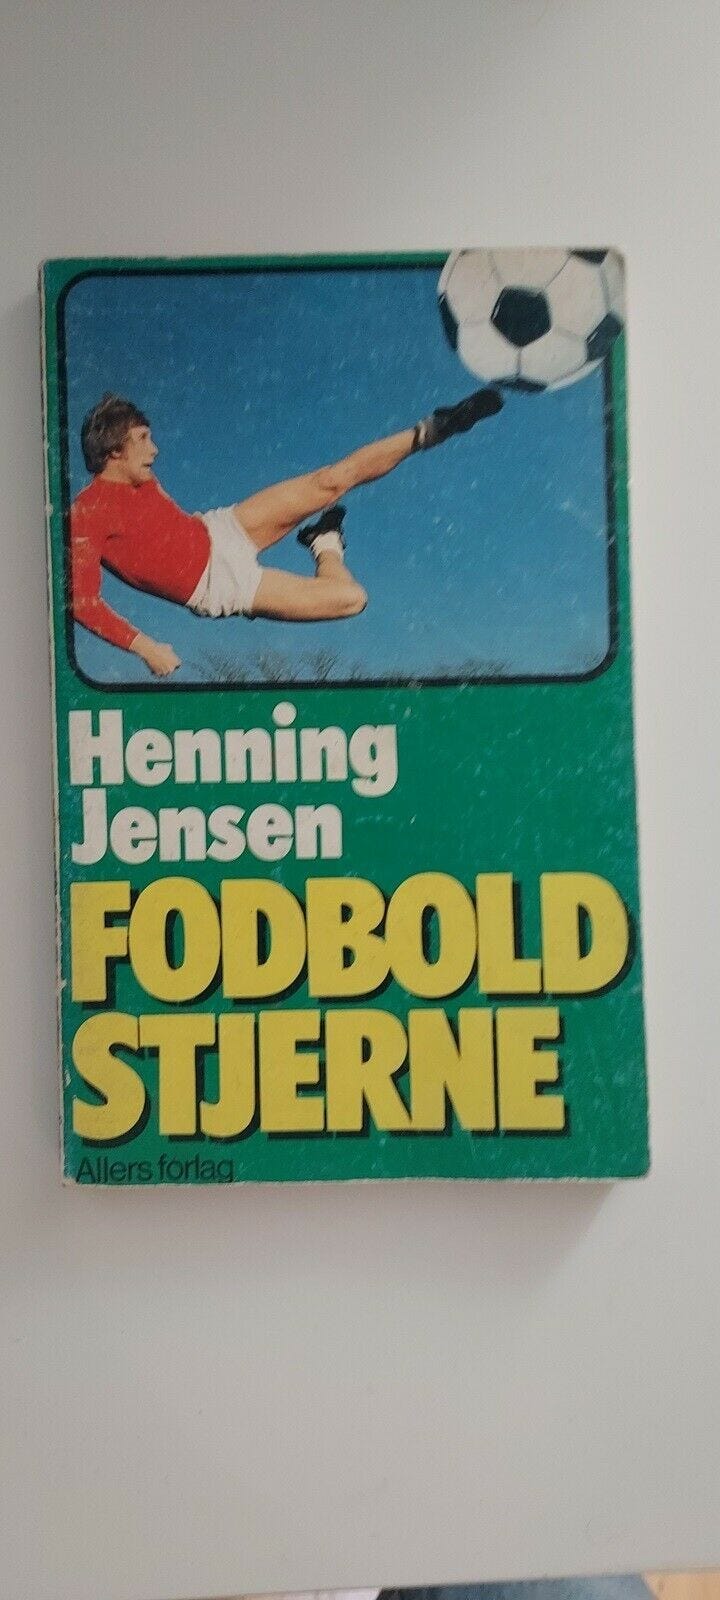 Henning
Jensen
FODBOLD
STJERNE
Allers forlag